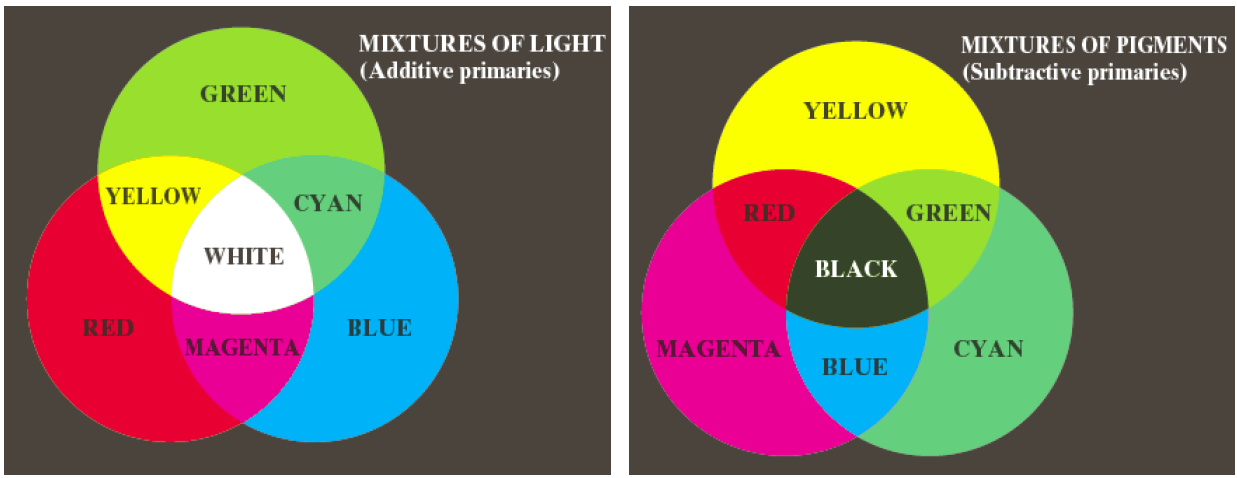 MIXTURES OF LIGHT
(Additive primaries)
GREEN
YELLOW
CYAN
WHITE
RED
BLUE
MAGENTA
MIXTURES OF PIGMENTS
(Subtractive primaries)
YELLOW
RED
GREEN
BLACK
MAGENTA
CYAN
BLUE